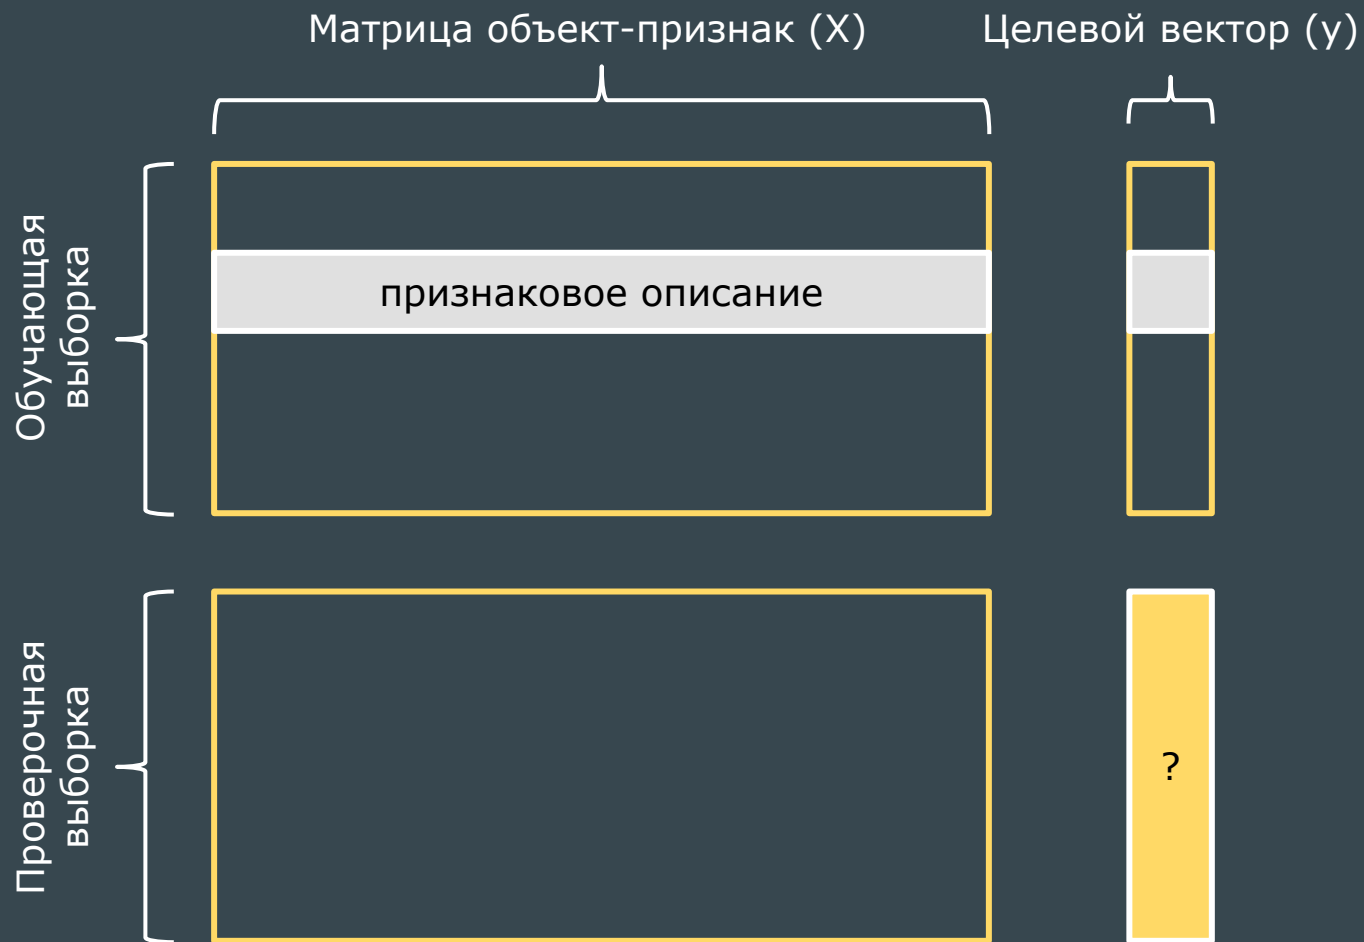 Матрица объект-признак (X)
Целевой вектор (y)
Обучающая
выборка
признаковое описание
Проверочная
выборка
?